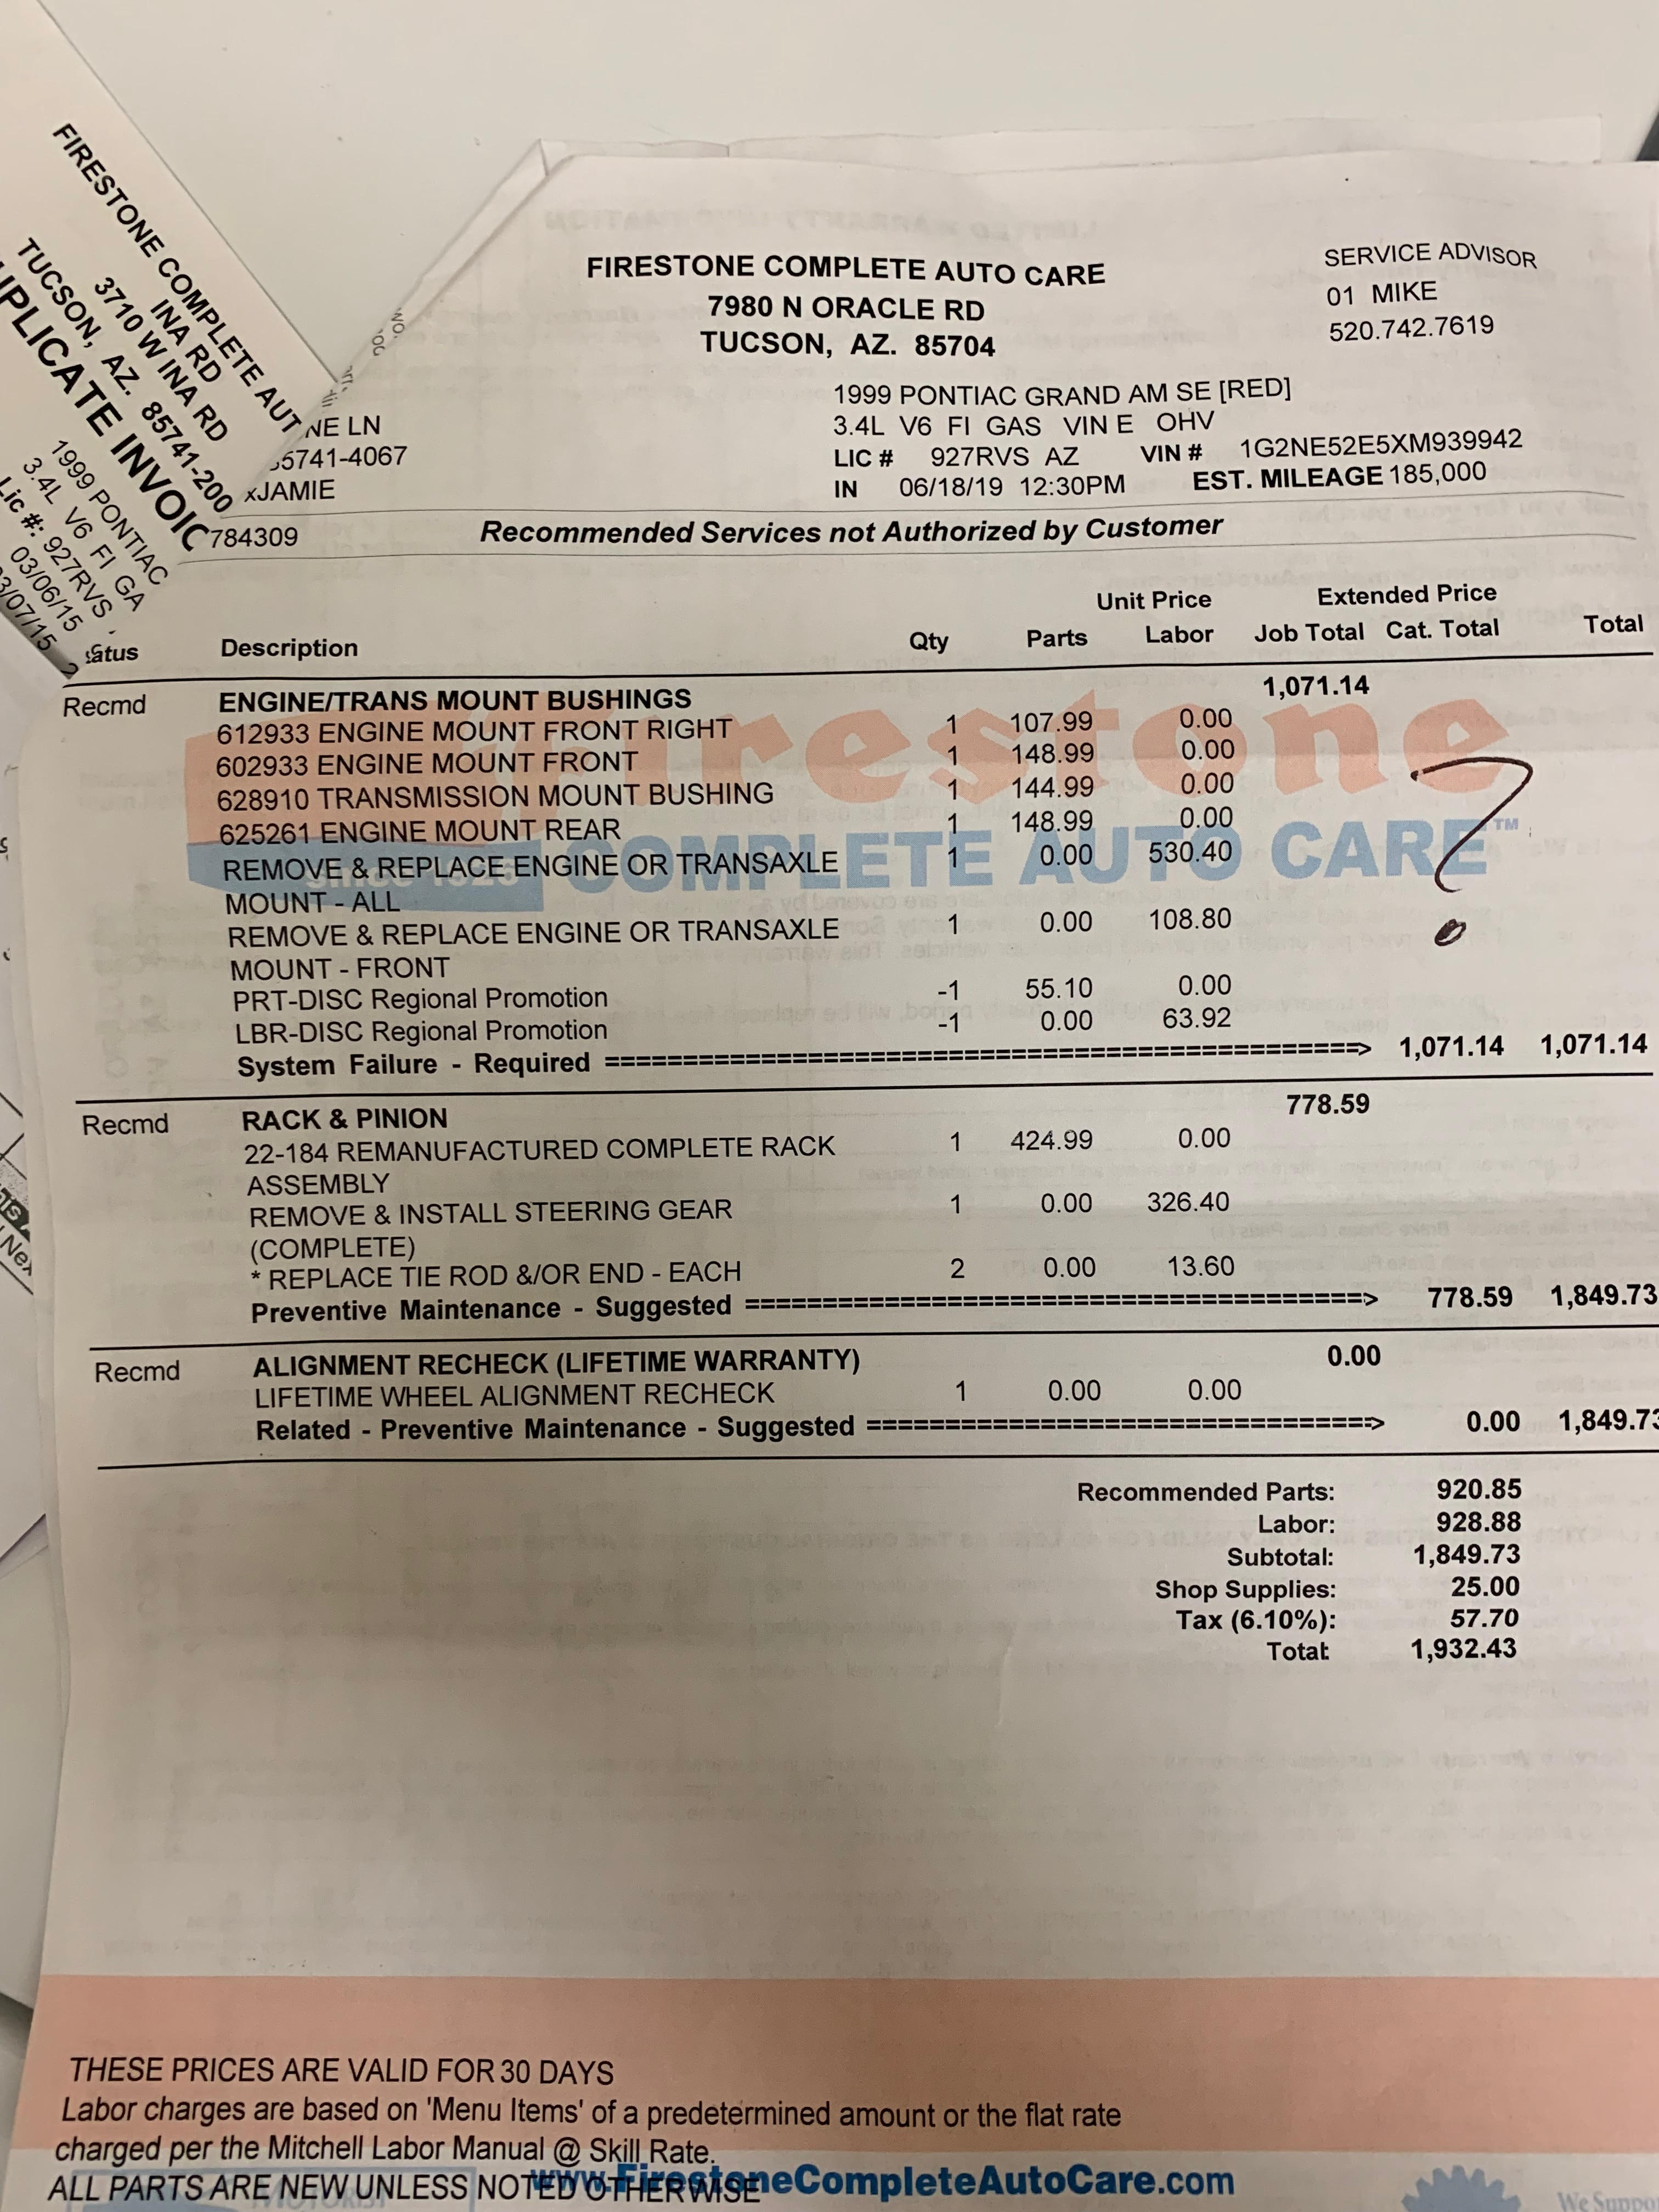 FIRESTONE COMPLETE AUT
INA RD
3710 W INA RD
TUCSON, AZ. 85741-200
PLICATE INVOIC
1999 PONTIAC
3.4L V6 FI GA
Lic #: 927RVS
03/06/15
3/07/15
FIRESTONE COMPLETE AUTO CARE
7980 N ORACLE RD
TUCSON, AZ. 85704
SERVICE ADVISOR
01 MIKE
520.742.7619
NE LN
85741-4067
xJAMIE
784309
1999 PONTIAC GRAND AM SE [RED]
3.4L V6 FI GAS VIN E OHV
LIC # 927RVS AZ VIN # 1G2NE52E5XM939942
IN 06/18/19 12:30PM EST. MILEAGE 185,000
Recommended Services not Authorized by Customer
Unit Price Extended Price
Status Description Qty Parts Labor Job Total Cat. Total Total
Recmd ENGINE/TRANS MOUNT BUSHINGS 1,071.14
612933 ENGINE MOUNT FRONT RIGHT 1 107.99 0.00
602933 ENGINE MOUNT FRONT 1 148.99 0.00
628910 TRANSMISSION MOUNT BUSHING 1 144.99 0.00
625261 ENGINE MOUNT REAR 1 148.99 0.00
REMOVE & REPLACE ENGINE OR TRANSAXLE 1 0.00 530.40
MOUNT - ALL
REMOVE & REPLACE ENGINE OR TRANSAXLE 1 0.00 108.80
MOUNT - FRONT
PRT-DISC Regional Promotion -1 55.10 0.00
LBR-DISC Regional Promotion -1 0.00 63.92
System Failure - Required ==================================================> 1,071.14 1,071.14
?
Firestone
COMPLETE AUTO CARE™
Recmd RACK & PINION 778.59
22-184 REMANUFACTURED COMPLETE RACK 1 424.99 0.00
ASSEMBLY
REMOVE & INSTALL STEERING GEAR 1 0.00 326.40
(COMPLETE)
* REPLACE TIE ROD &/OR END - EACH 2 0.00 13.60
Preventive Maintenance - Suggested =========================================> 778.59 1,849.73
Recmd ALIGNMENT RECHECK (LIFETIME WARRANTY) 0.00
LIFETIME WHEEL ALIGNMENT RECHECK 1 0.00 0.00
Related - Preventive Maintenance - Suggested =================================> 0.00 1,849.73
Recommended Parts: 920.85
Labor: 928.88
Subtotal: 1,849.73
Shop Supplies: 25.00
Tax (6.10%): 57.70
Total: 1,932.43
THESE PRICES ARE VALID FOR 30 DAYS
Labor charges are based on 'Menu Items' of a predetermined amount or the flat rate
charged per the Mitchell Labor Manual @ Skill Rate.
ALL PARTS ARE NEW UNLESS NOTED OTHERWISE
www.FirestoneCompleteAutoCare.com
We Suppo